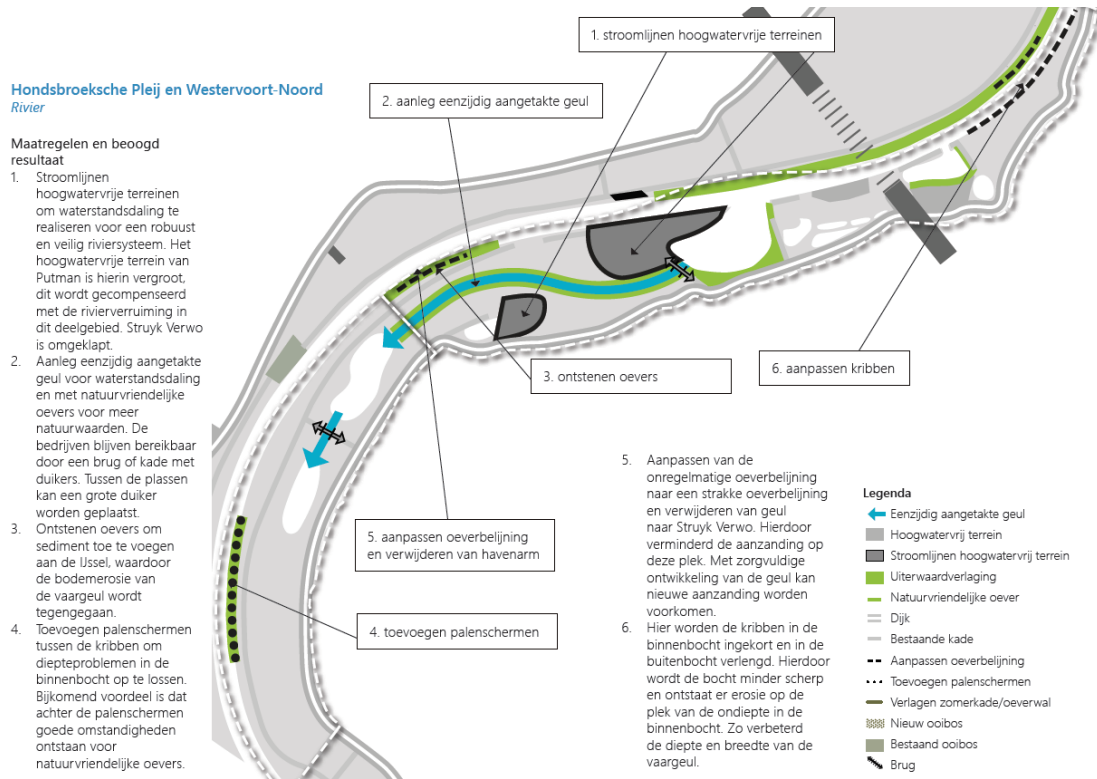 Hondsbroeksche Pleij en Westervoort-Noord
Rivier
Maatregelen en beoogd
resultaat
1. Stroomlijnen
hoogwatervrije terreinen
om waterstandsdaling te
realiseren voor een robuust
en veilig riviersysteem. Het
hoogwatervrije terrein van
Putman is hierin vergroot,
dit wordt gecompenseerd
met de rivierverruiming in
dit deelgebied. Struyk Verwo
is omgeklapt.
2. Aanleg eenzijdig aangetakte
geul voor waterstandsdaling
en met natuurvriendelijke
oevers voor meer
natuurwaarden. De
bedrijven blijven bereikbaar
door een brug of kade met
duikers. Tussen de plassen
kan een grote duiker
worden geplaatst.
3. Ontstenen oevers om
sediment toe te voegen
aan de IJssel, waardoor
de bodemerosie van
de vaargeul wordt
tegengegaan.
4. Toevoegen palenschermen
tussen de kribben om
diepteproblemen in de
binnenbocht op te lossen.
Bijkomend voordeel is dat
achter de palenschermen
goede omstandigheden
ontstaan voor
natuurvriendelijke oevers.
1. stroomlijnen hoogwatervrije terreinen
2. aanleg eenzijdig aangetakte geul
3. ontstenen oevers
6. aanpassen kribben
5. aanpassen oeverbelijning
en verwijderen van havenarm
4. toevoegen palenschermen
5. Aanpassen van de
onregelmatige oeverbelijning
naar een strakke oeverbelijning
en verwijderen van geul
naar Struyk Verwo. Hierdoor
verminderd de aanzanding op
deze plek. Met zorgvuldige
ontwikkeling van de geul kan
nieuwe aanzanding worden
voorkomen.
6. Hier worden de kribben in de
binnenbocht ingekort en in de
buitenbocht verlengd. Hierdoor
wordt de bocht minder scherp
en ontstaat er erosie op de
plek van de ondiepte in de
binnenbocht. Zo verbeterd
de diepte en breedte van de
vaargeul.
Legenda
Eenzijdig aangetakte geul
Hoogwatervrij terrein
Stroomlijnen hoogwatervrij terrein
Uiterwaardverlaging
Natuurvriendelijke oever
Dijk
Bestaande kade
Aanpassen oeverbelijning
Toevoegen palenschermen
Verlagen zomerkade/oeverwal
Nieuw ooibos
Bestaand ooibos
Brug